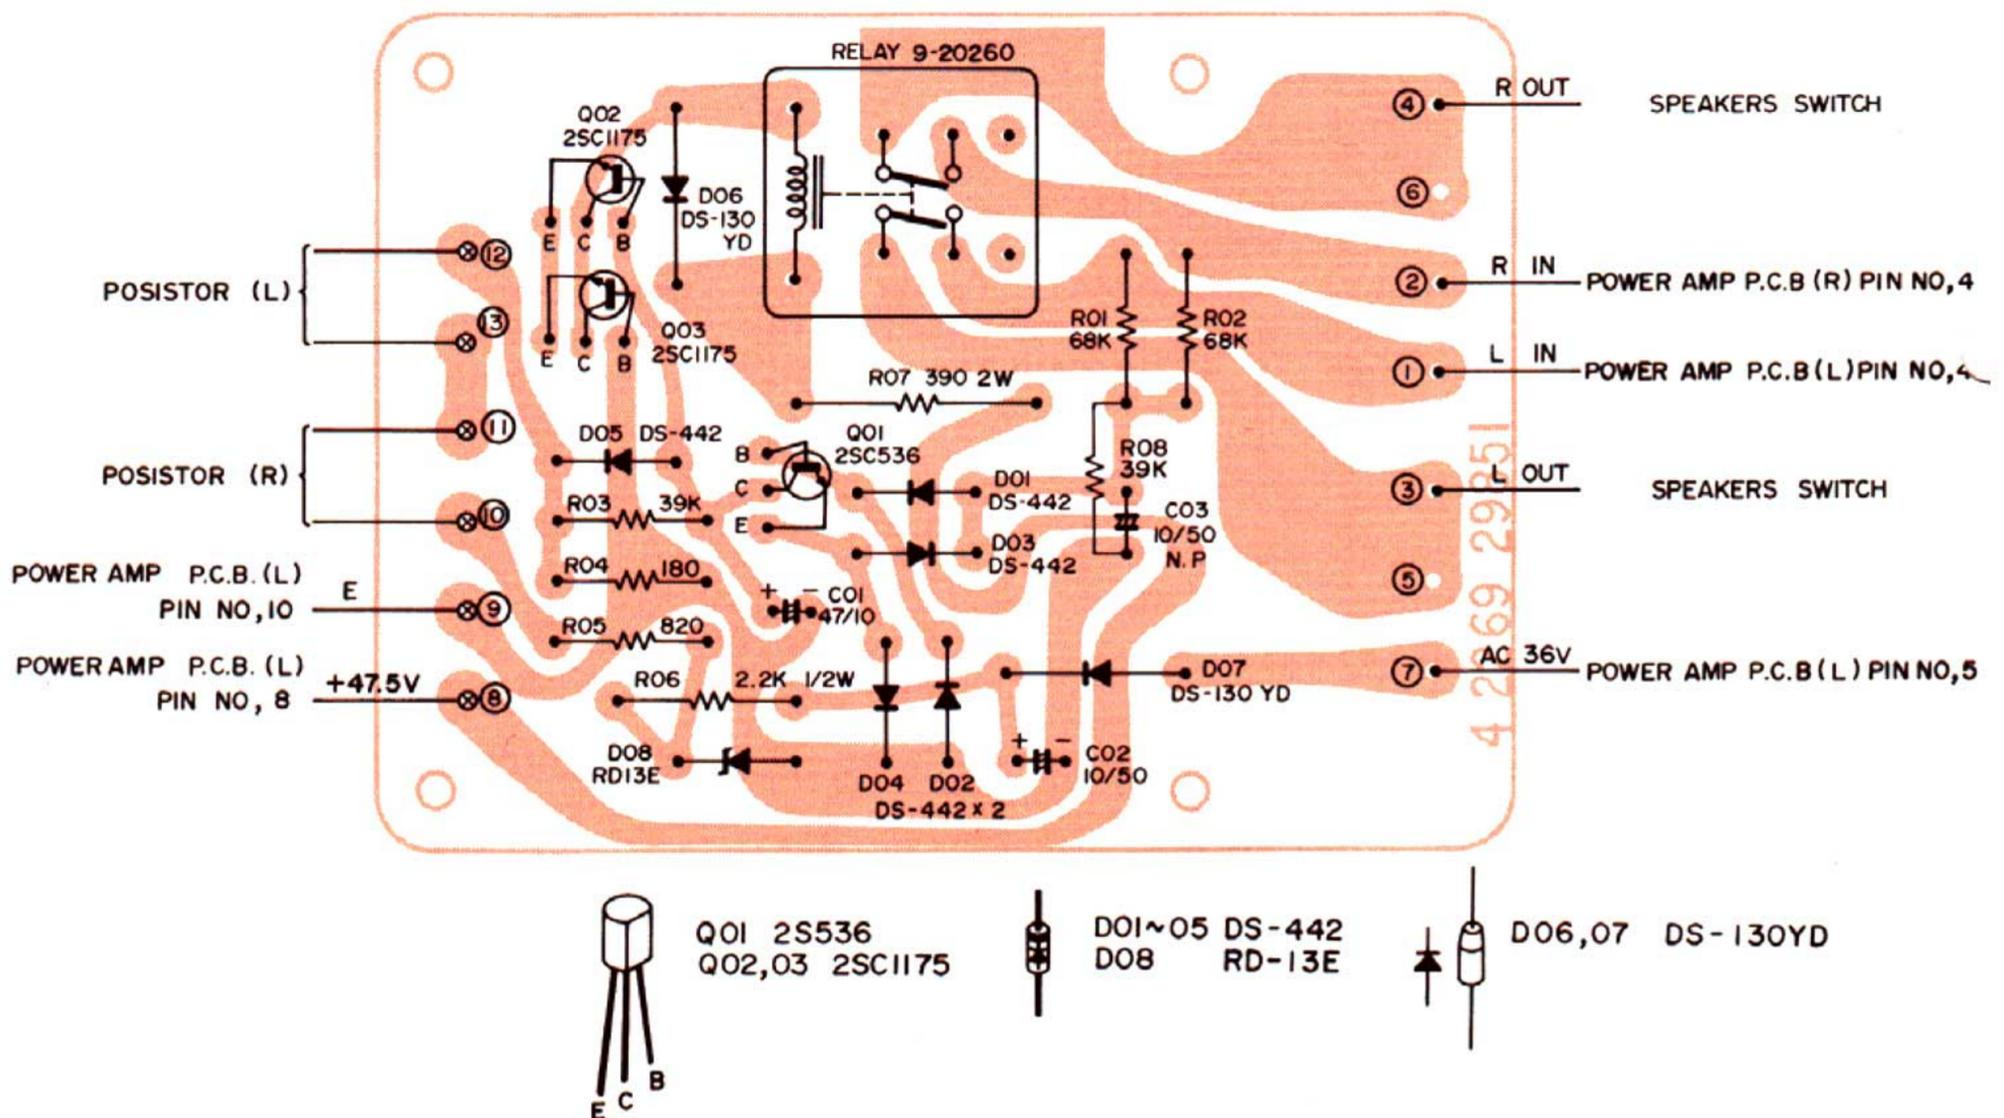 RELAY 9-20260
④ R OUT SPEAKERS SWITCH
Q02
2SC1175
⑥
D06
DS-130
YD
E C B
⑫
POSISTOR (L)
② R IN POWER AMP P.C.B (R) PIN NO,4
⑬
Q03
2SC1175
E C B
R01
68K
R02
68K
① L IN POWER AMP P.C.B(L)PIN NO,4
R07 390 2W
⑪
POSISTOR (R)
⑩
D05 DS-442
Q01
2SC536
B
C
E
R08
39K
D01
DS-442
③ L OUT SPEAKERS SWITCH
R03 39K
C03
10/50
N.P
D03
DS-442
POWER AMP P.C.B. (L)
PIN NO,10 E ⑨
R04 180
⑤
+ - C01
47/10
R05 820
POWER AMP P.C.B. (L)
PIN NO, 8 +47.5V ⑧
R06 2.2K 1/2W
D07
DS-130 YD
⑦ AC 36V POWER AMP P.C.B(L) PIN NO,5
D08
RD13E
D04 D02
DS-442 x 2
+ - C02
10/50
Q01 2S536
Q02,03 2SC1175
E C B
D01~05 DS-442
D08 RD-13E
D06,07 DS-130YD